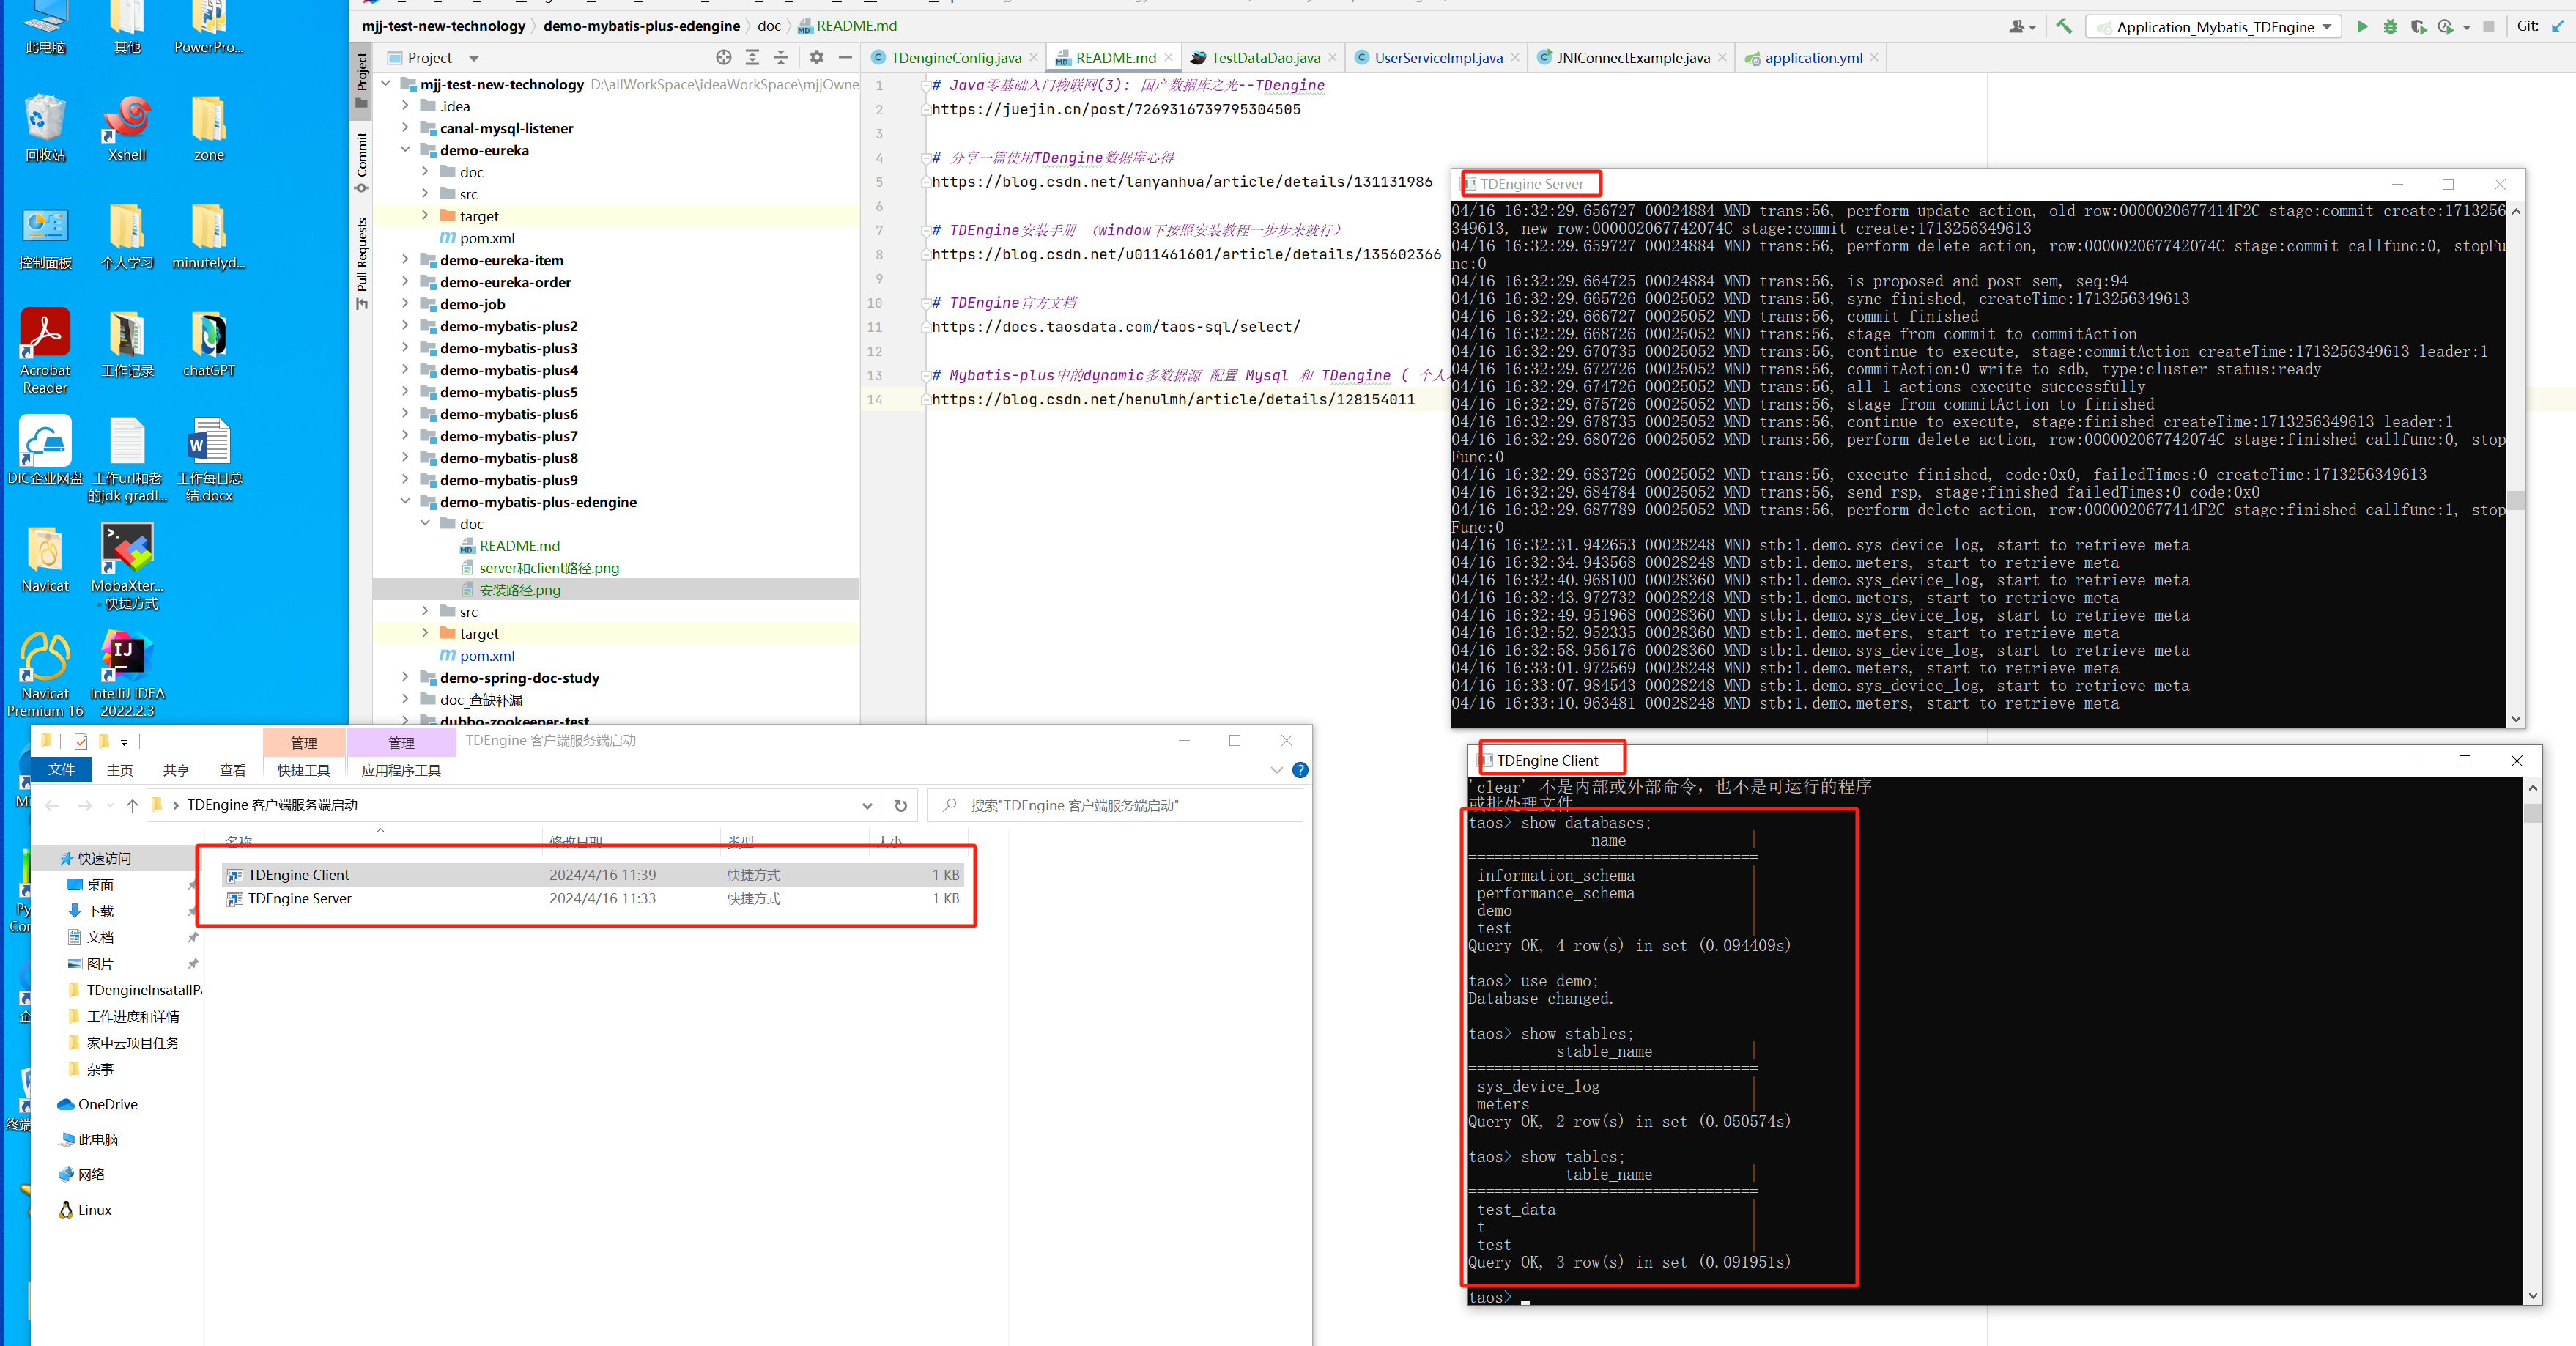 此电脑
其他
PowerPro...
回收站
Xshell
zone
控制面板
个人学习
minutelyd...
Acrobat
Reader
工作记录
chatGPT
DIC企业网盘
工作url和老
的jdk gradl...
工作每日总
结.docx
Navicat
MobaXter...
- 快捷方式
Navicat
Premium 16
IntelliJ IDEA
2022.2.3
mjj-test-new-technology
demo-mybatis-plus-edengine
doc
README.md
Application_Mybatis_TDEngine
Git:
Project
Commit
Pull Requests
Project
TDengineConfig.java
README.md
TestDataDao.java
UserServiceImpl.java
JNIConnectExample.java
application.yml
mjj-test-new-technology D:\allWorkSpace\ideaWorkSpace\mjjOwne
.idea
canal-mysql-listener
demo-eureka
doc
src
target
pom.xml
demo-eureka-item
demo-eureka-order
demo-job
demo-mybatis-plus2
demo-mybatis-plus3
demo-mybatis-plus4
demo-mybatis-plus5
demo-mybatis-plus6
demo-mybatis-plus7
demo-mybatis-plus8
demo-mybatis-plus9
demo-mybatis-plus-edengine
doc
README.md
server和client路径.png
安装路径.png
src
target
pom.xml
demo-spring-doc-study
doc_查缺补漏
dubbo-zookeeper-test
1 # Java零基础入门物联网(3): 国产数据库之光--TDengine
2 https://juejin.cn/post/7269316739795304505
3
4 # 分享一篇使用TDengine数据库心得
5 https://blog.csdn.net/lanyanhua/article/details/131131986
6
7 # TDEngine安装手册 （window下按照安装教程一步步来就行）
8 https://blog.csdn.net/u011461601/article/details/135602366
9
10 # TDEngine官方文档
11 https://docs.taosdata.com/taos-sql/select/
12
13 # Mybatis-plus中的dynamic多数据源 配置 Mysql 和 TDengine ( 个人
14 https://blog.csdn.net/henulmh/article/details/128154011
TDEngine Server
04/16 16:32:29.656727 00024884 MND trans:56, perform update action, old row:0000020677414F2C stage:commit create:1713256
349613, new row:000002067742074C stage:commit create:1713256349613
04/16 16:32:29.659727 00024884 MND trans:56, perform delete action, row:000002067742074C stage:commit callfunc:0, stopFu
nc:0
04/16 16:32:29.664725 00024884 MND trans:56, is proposed and post sem, seq:94
04/16 16:32:29.665726 00025052 MND trans:56, sync finished, createTime:1713256349613
04/16 16:32:29.666727 00025052 MND trans:56, commit finished
04/16 16:32:29.668726 00025052 MND trans:56, stage from commit to commitAction
04/16 16:32:29.670735 00025052 MND trans:56, continue to execute, stage:commitAction createTime:1713256349613 leader:1
04/16 16:32:29.672726 00025052 MND trans:56, commitAction:0 write to sdb, type:cluster status:ready
04/16 16:32:29.674726 00025052 MND trans:56, all 1 actions execute successfully
04/16 16:32:29.675726 00025052 MND trans:56, stage from commitAction to finished
04/16 16:32:29.678735 00025052 MND trans:56, continue to execute, stage:finished createTime:1713256349613 leader:1
04/16 16:32:29.680726 00025052 MND trans:56, perform delete action, row:000002067742074C stage:finished callfunc:0, stop
Func:0
04/16 16:32:29.683726 00025052 MND trans:56, execute finished, code:0x0, failedTimes:0 createTime:1713256349613
04/16 16:32:29.684784 00025052 MND trans:56, send rsp, stage:finished failedTimes:0 code:0x0
04/16 16:32:29.687789 00025052 MND trans:56, perform delete action, row:0000020677414F2C stage:finished callfunc:1, stop
Func:0
04/16 16:32:31.942653 00028248 MND stb:1.demo.sys_device_log, start to retrieve meta
04/16 16:32:34.943568 00028248 MND stb:1.demo.meters, start to retrieve meta
04/16 16:32:40.968100 00028360 MND stb:1.demo.sys_device_log, start to retrieve meta
04/16 16:32:43.972732 00028248 MND stb:1.demo.meters, start to retrieve meta
04/16 16:32:49.951968 00028360 MND stb:1.demo.sys_device_log, start to retrieve meta
04/16 16:32:52.952335 00028360 MND stb:1.demo.meters, start to retrieve meta
04/16 16:32:58.956176 00028360 MND stb:1.demo.sys_device_log, start to retrieve meta
04/16 16:33:01.972569 00028248 MND stb:1.demo.meters, start to retrieve meta
04/16 16:33:07.984543 00028248 MND stb:1.demo.sys_device_log, start to retrieve meta
04/16 16:33:10.963481 00028248 MND stb:1.demo.meters, start to retrieve meta
管理
管理
TDEngine 客户端服务端启动
文件
主页
共享
查看
快捷工具
应用程序工具
TDEngine 客户端服务端启动
搜索"TDEngine 客户端服务端启动"
名称
修改日期
类型
大小
TDEngine Client 2024/4/16 11:39 快捷方式 1 KB
TDEngine Server 2024/4/16 11:33 快捷方式 1 KB
快速访问
桌面
下载
文档
图片
TDengineInsatallPa
工作进度和详情
家中云项目任务
杂事
OneDrive
此电脑
网络
Linux
TDEngine Client
'clear' 不是内部或外部命令，也不是可运行的程序
或批处理文件。
taos> show databases;
name |
=================================
information_schema |
performance_schema |
demo |
test |
Query OK, 4 row(s) in set (0.094409s)
taos> use demo;
Database changed.
taos> show stables;
stable_name |
=================================
sys_device_log |
meters |
Query OK, 2 row(s) in set (0.050574s)
taos> show tables;
table_name |
=================================
test_data |
t |
test |
Query OK, 3 row(s) in set (0.091951s)
taos>